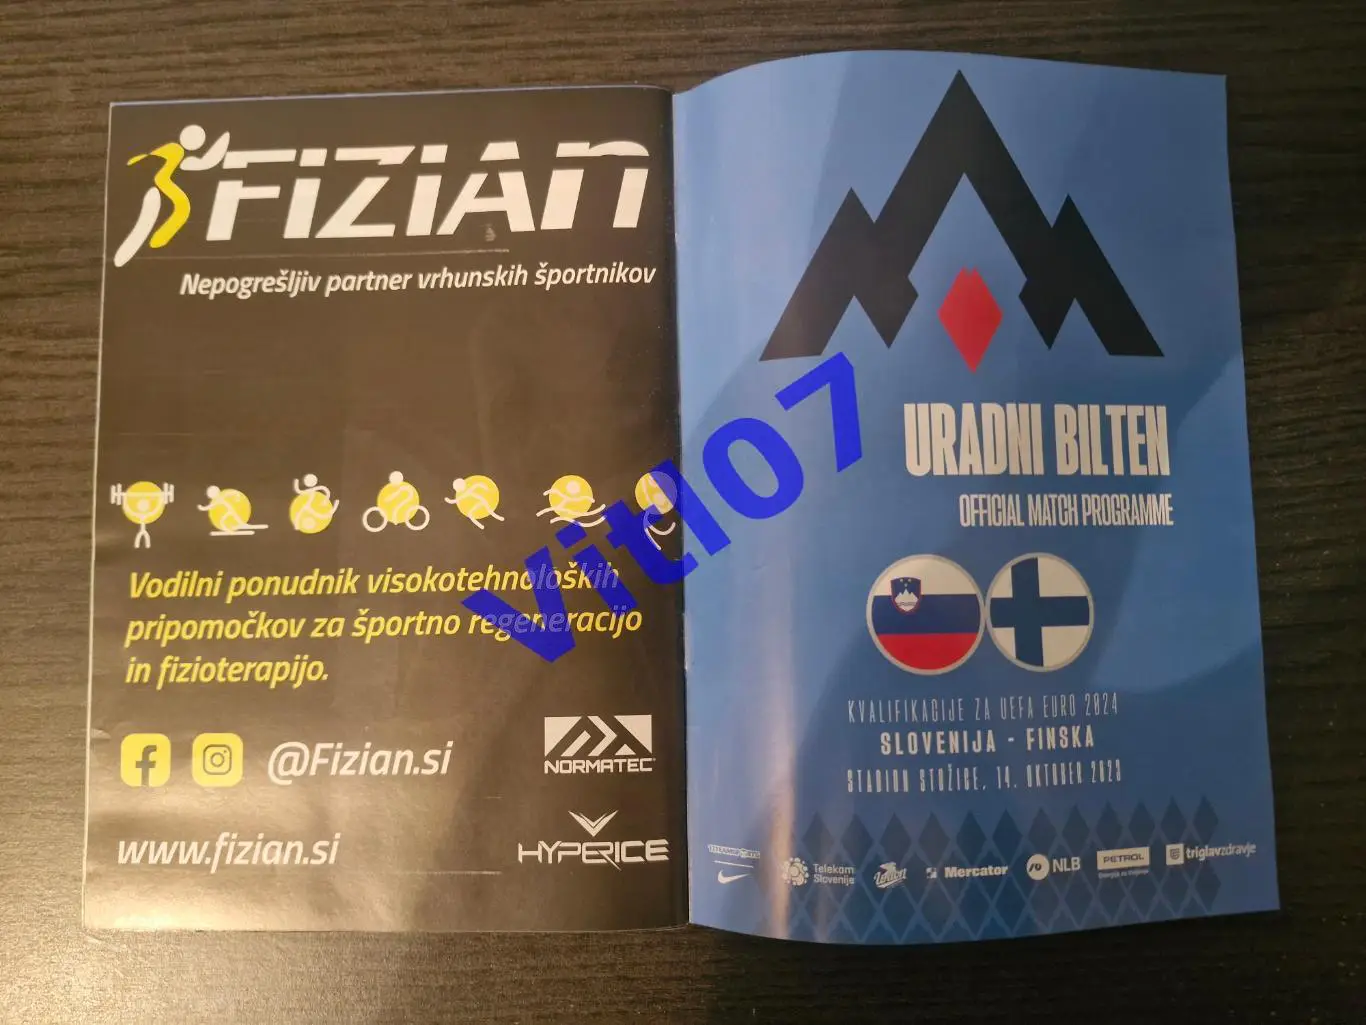 FIZIAN
Nepogrešljiv partner vrhunskih športnikov
Vodilni ponudnik visokotehnoloških
pripomočkov za športno regeneracijo
in fizioterapijo.
@Fizian.si
NORMATEC
www.fizian.si
HYPERICE
URADNI BILTEN
OFFICIAL MATCH PROGRAMME
KVALIFIKACIJE ZA UEFA EURO 2024
SLOVENIJA - FINSKA
STADION STOŽICE, 14. OKTOBER 2023
11TEAMSPORTS
Telekom
Slovenije
Mercator
NLB
PETROL
triglavzdravje
Vitl07